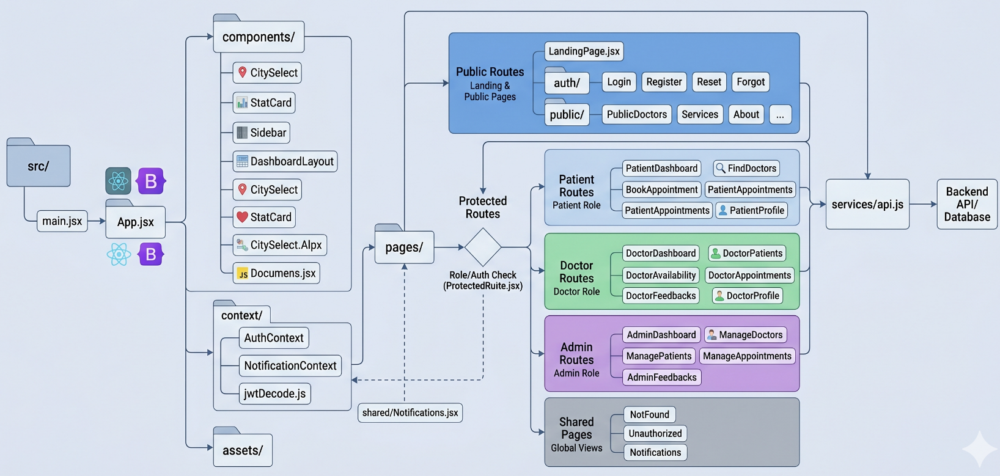 src/
main.jsx
B
App.jsx
B
components/
CitySelect
StatCard
Sidebar
DashboardLayout
CitySelect
StatCard
CitySelect.Alpx
JS Documens.jsx
context/
AuthContext
NotificationContext
jwtDecode.js
assets/
pages/
shared/Notifications.jsx
Protected
Routes
Role/Auth Check
(ProtectedRuite.jsx)
Public Routes
Landing &
Public Pages
LandingPage.jsx
auth/ Login Register Reset Forgot
public/ PublicDoctors Services About ...
Patient
Routes
Patient Role
PatientDashboard FindDoctors
BookAppointment PatientAppointments
PatientAppointments PatientProfile
Doctor
Routes
Doctor Role
DoctorDashboard DoctorPatients
DoctorAvailability DoctorAppointments
DoctorFeedbacks DoctorProfile
Admin
Routes
Admin Role
AdminDashboard ManageDoctors
ManagePatients ManageAppointments
AdminFeedbacks
Shared
Pages
Global Views
NotFound
Unauthorized
Notifications
services/api.js
Backend
API/
Database